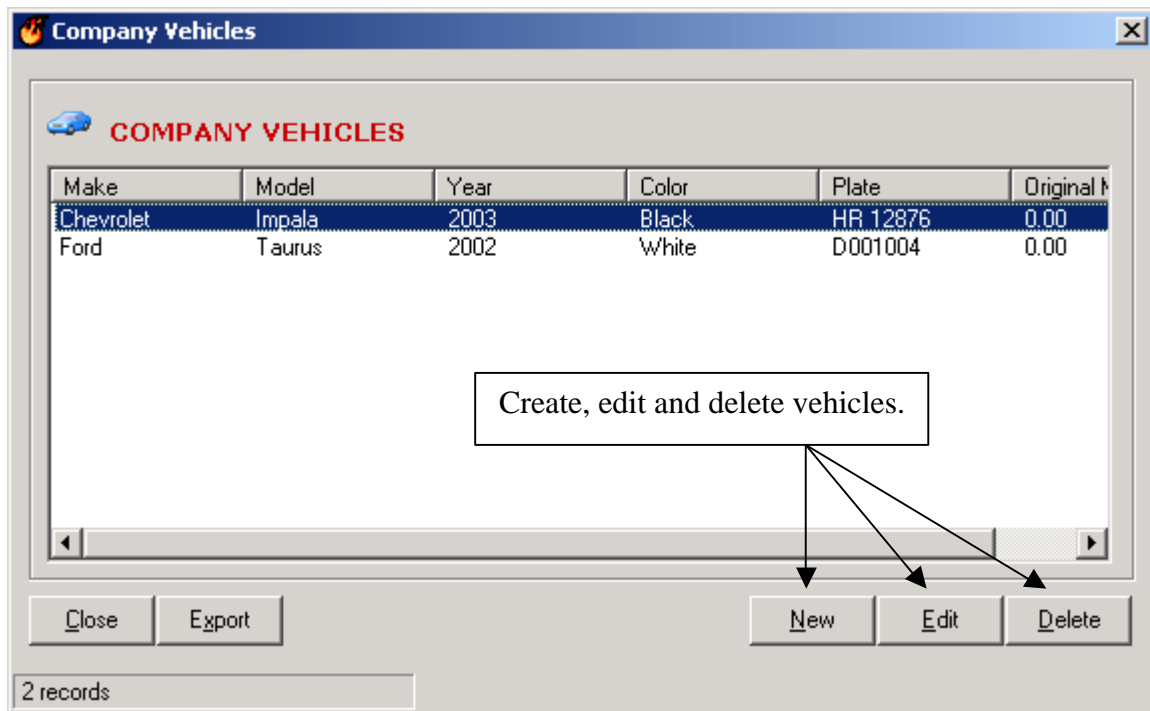 Company Vehicles
COMPANY VEHICLES
Make Model Year Color Plate Original
Chevrolet Impala 2003 Black HR 12876 0.00
Ford Taurus 2002 White D001004 0.00
Create, edit and delete vehicles.
Close Export New Edit Delete
2 records